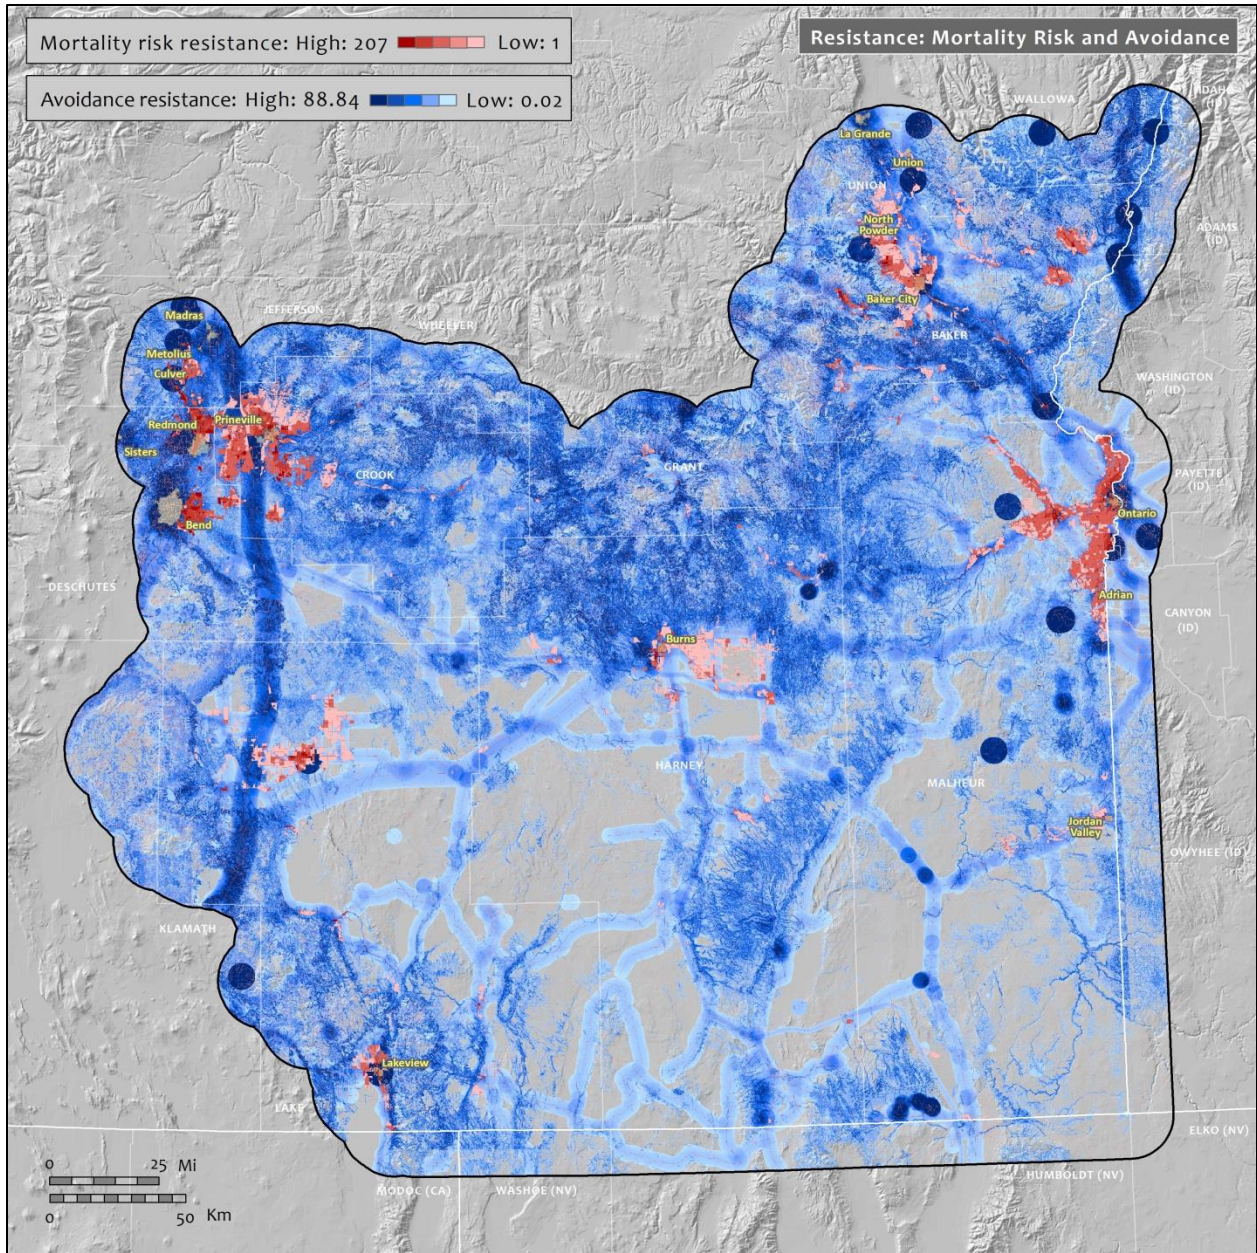 Mortality risk resistance: High: 207 Low: 1
Resistance: Mortality Risk and Avoidance
Avoidance resistance: High: 88.84 Low: 0.02
IDAHO (ID)
WALLOWA
La Grande
Union
UNION
North Powder
ADAMS (ID)
Baker City
BAKER
Madras
JEFFERSON
WHEELER
Metolius
Culver
WASHINGTON (ID)
Redmond
Prineville
Sisters
CROOK
GRANT
PAYETTE (ID)
Ontario
Bend
DESCHUTES
Adrian
CANYON (ID)
Burns
HARNEY
MALHEUR
Jordan Valley
OWYHEE (ID)
KLAMATH
Lakeview
LAKE
ELKO (NV)
HUMBOLDT (NV)
MODOC (CA)
WASHOE (NV)
0 25 Mi
0 50 Km